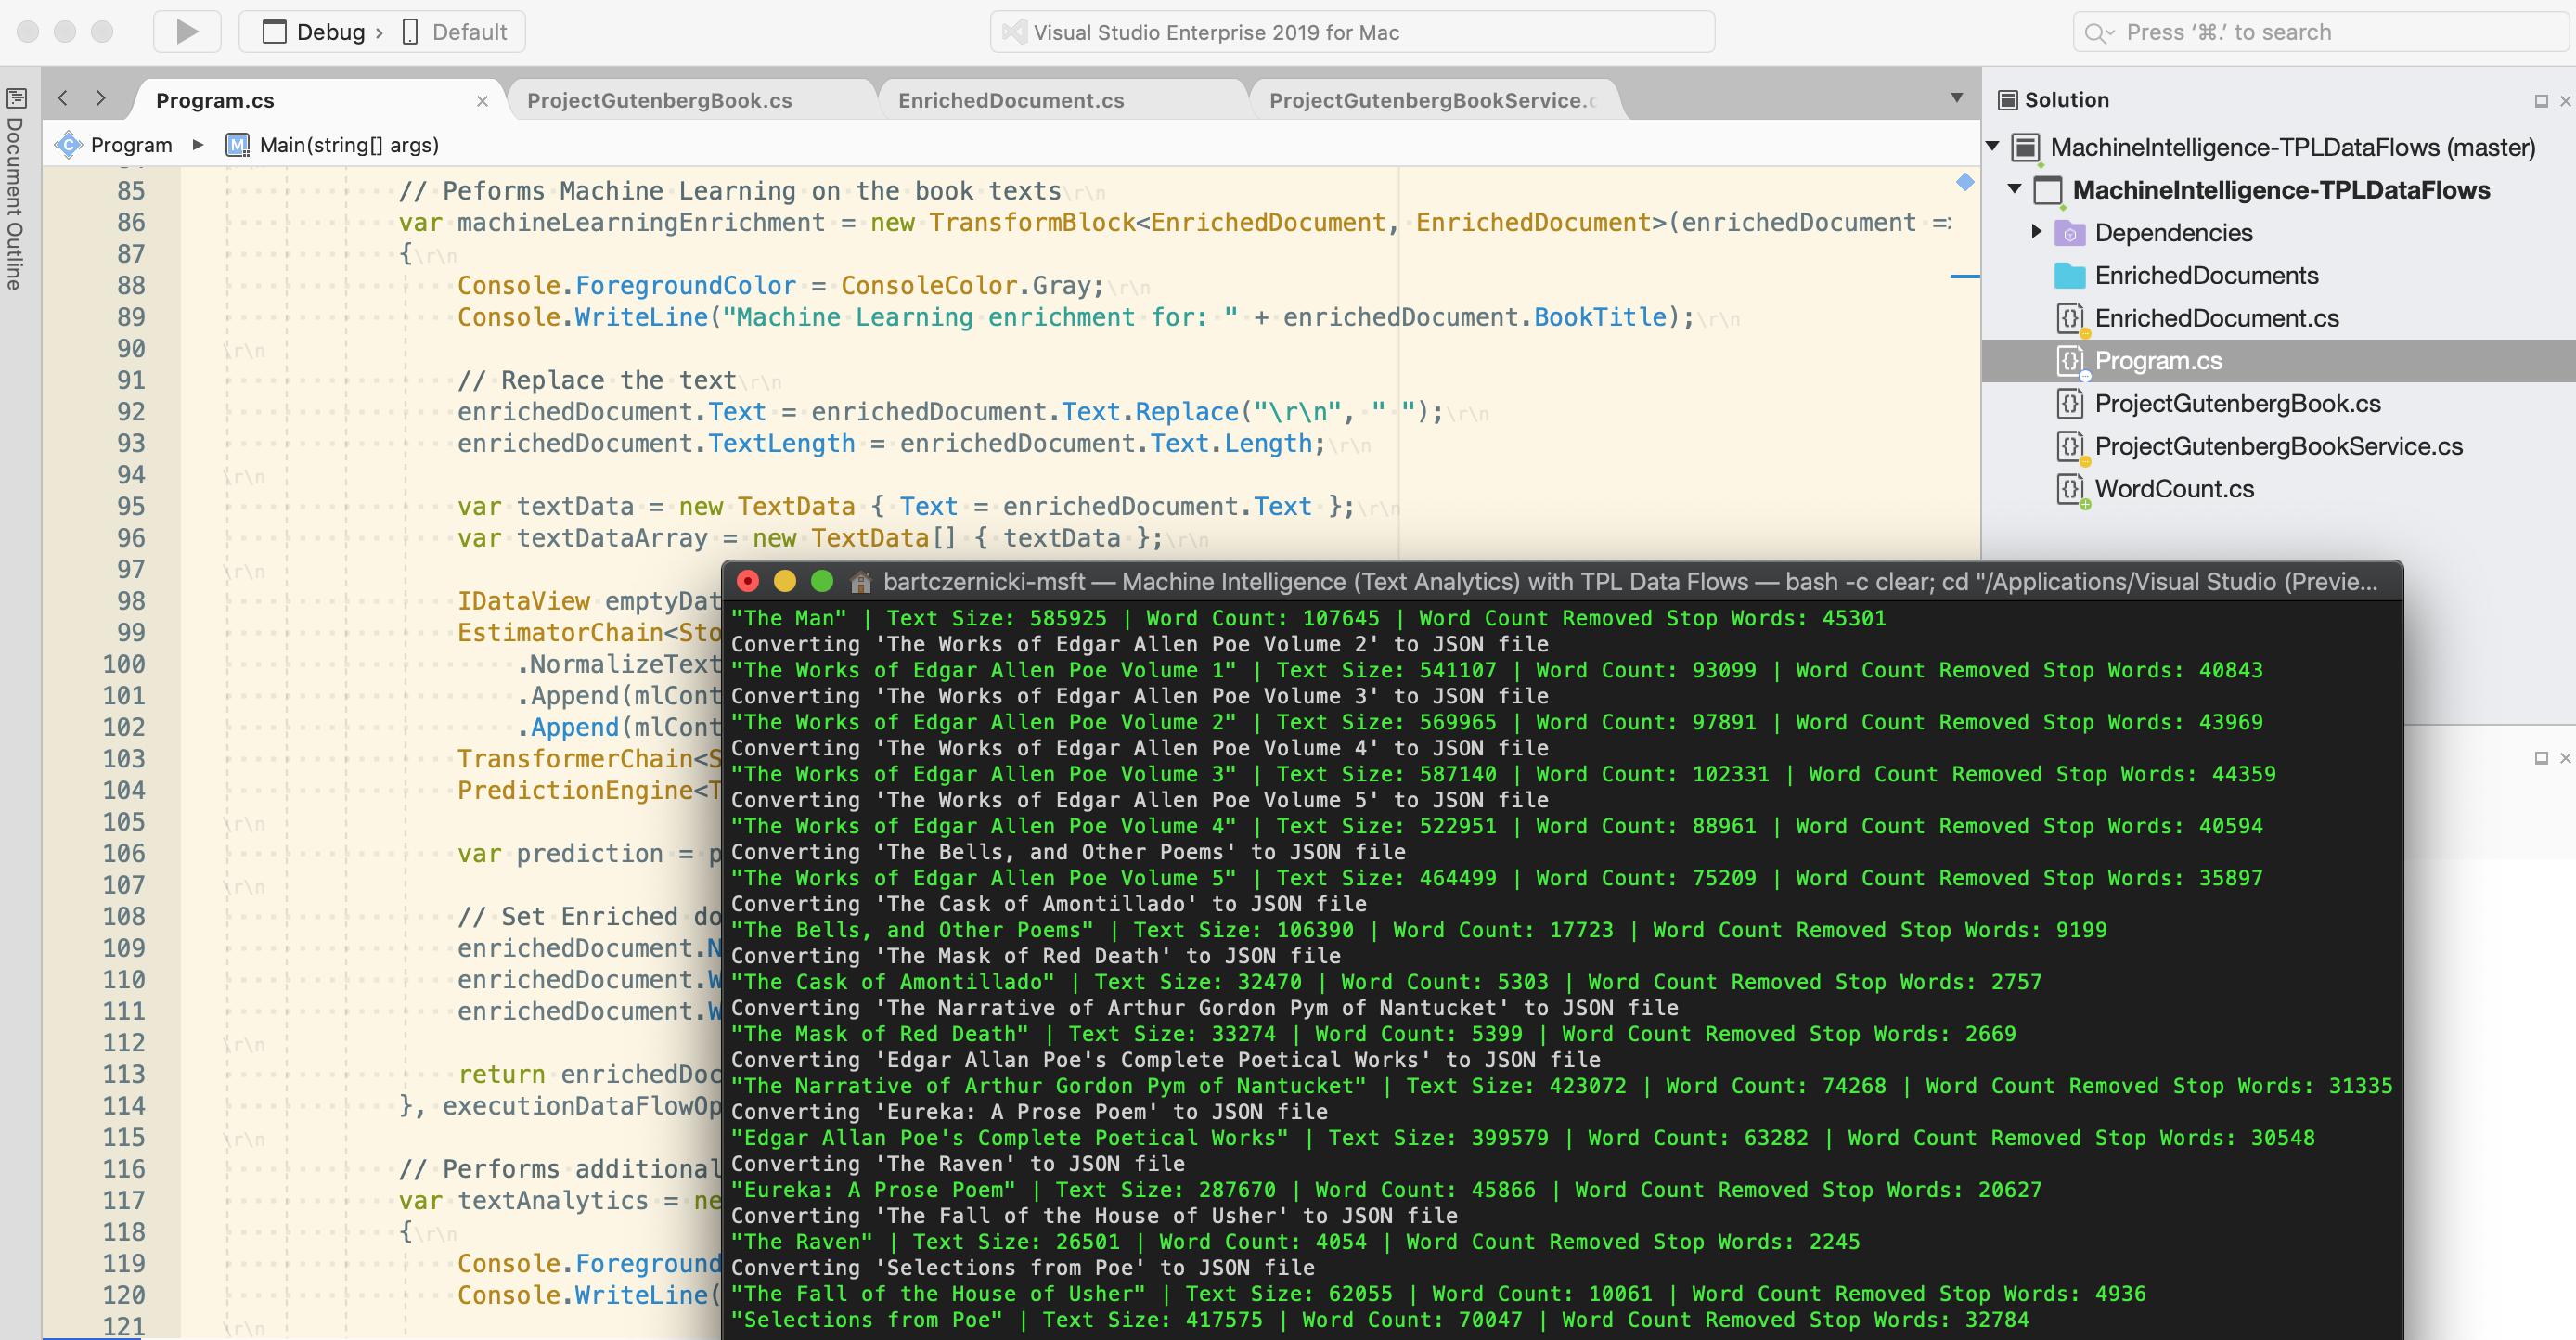 Debug › Default
Visual Studio Enterprise 2019 for Mac
Press ‘⌘.’ to search
Document Outline
Program.cs
ProjectGutenbergBook.cs
EnrichedDocument.cs
ProjectGutenbergBookService.c
Program ▸ Main(string[] args)
85 // Peforms Machine Learning on the book texts\r\n
86 var machineLearningEnrichment = new TransformBlock<EnrichedDocument, EnrichedDocument>(enrichedDocument =>
87 {\r\n
88 Console.ForegroundColor = ConsoleColor.Gray;\r\n
89 Console.WriteLine("Machine Learning enrichment for: " + enrichedDocument.BookTitle);\r\n
90 \r\n
91 // Replace the text\r\n
92 enrichedDocument.Text = enrichedDocument.Text.Replace("\r\n", " ");\r\n
93 enrichedDocument.TextLength = enrichedDocument.Text.Length;\r\n
94 \r\n
95 var textData = new TextData { Text = enrichedDocument.Text };\r\n
96 var textDataArray = new TextData[] { textData };\r\n
97 \r\n
98 IDataView emptyDat
99 EstimatorChain<Sto
100 .NormalizeText
101 .Append(mlCont
102 .Append(mlCont
103 TransformerChain<S
104 PredictionEngine<T
105 \r\n
106 var prediction = p
107 \r\n
108 // Set Enriched do
109 enrichedDocument.N
110 enrichedDocument.W
111 enrichedDocument.W
112 \r\n
113 return enrichedDoc
114 }, executionDataFlowOp
115 \r\n
116 // Performs additional
117 var textAnalytics = ne
118 {\r\n
119 Console.Foreground
120 Console.WriteLine(
121 \r\n
Solution
MachineIntelligence-TPLDataFlows (master)
MachineIntelligence-TPLDataFlows
Dependencies
EnrichedDocuments
EnrichedDocument.cs
Program.cs
ProjectGutenbergBook.cs
ProjectGutenbergBookService.cs
WordCount.cs
bartczernicki-msft — Machine Intelligence (Text Analytics) with TPL Data Flows — bash -c clear; cd "/Applications/Visual Studio (Previe...
"The Man" | Text Size: 585925 | Word Count: 107645 | Word Count Removed Stop Words: 45301
Converting 'The Works of Edgar Allen Poe Volume 2' to JSON file
"The Works of Edgar Allen Poe Volume 1" | Text Size: 541107 | Word Count: 93099 | Word Count Removed Stop Words: 40843
Converting 'The Works of Edgar Allen Poe Volume 3' to JSON file
"The Works of Edgar Allen Poe Volume 2" | Text Size: 569965 | Word Count: 97891 | Word Count Removed Stop Words: 43969
Converting 'The Works of Edgar Allen Poe Volume 4' to JSON file
"The Works of Edgar Allen Poe Volume 3" | Text Size: 587140 | Word Count: 102331 | Word Count Removed Stop Words: 44359
Converting 'The Works of Edgar Allen Poe Volume 5' to JSON file
"The Works of Edgar Allen Poe Volume 4" | Text Size: 522951 | Word Count: 88961 | Word Count Removed Stop Words: 40594
Converting 'The Bells, and Other Poems' to JSON file
"The Works of Edgar Allen Poe Volume 5" | Text Size: 464499 | Word Count: 75209 | Word Count Removed Stop Words: 35897
Converting 'The Cask of Amontillado' to JSON file
"The Bells, and Other Poems" | Text Size: 106390 | Word Count: 17723 | Word Count Removed Stop Words: 9199
Converting 'The Mask of Red Death' to JSON file
"The Cask of Amontillado" | Text Size: 32470 | Word Count: 5303 | Word Count Removed Stop Words: 2757
Converting 'The Narrative of Arthur Gordon Pym of Nantucket' to JSON file
"The Mask of Red Death" | Text Size: 33274 | Word Count: 5399 | Word Count Removed Stop Words: 2669
Converting 'Edgar Allan Poe's Complete Poetical Works' to JSON file
"The Narrative of Arthur Gordon Pym of Nantucket" | Text Size: 423072 | Word Count: 74268 | Word Count Removed Stop Words: 31335
Converting 'Eureka: A Prose Poem' to JSON file
"Edgar Allan Poe's Complete Poetical Works" | Text Size: 399579 | Word Count: 63282 | Word Count Removed Stop Words: 30548
Converting 'The Raven' to JSON file
"Eureka: A Prose Poem" | Text Size: 287670 | Word Count: 45866 | Word Count Removed Stop Words: 20627
Converting 'The Fall of the House of Usher' to JSON file
"The Raven" | Text Size: 26501 | Word Count: 4054 | Word Count Removed Stop Words: 2245
Converting 'Selections from Poe' to JSON file
"The Fall of the House of Usher" | Text Size: 62055 | Word Count: 10061 | Word Count Removed Stop Words: 4936
"Selections from Poe" | Text Size: 417575 | Word Count: 70047 | Word Count Removed Stop Words: 32784